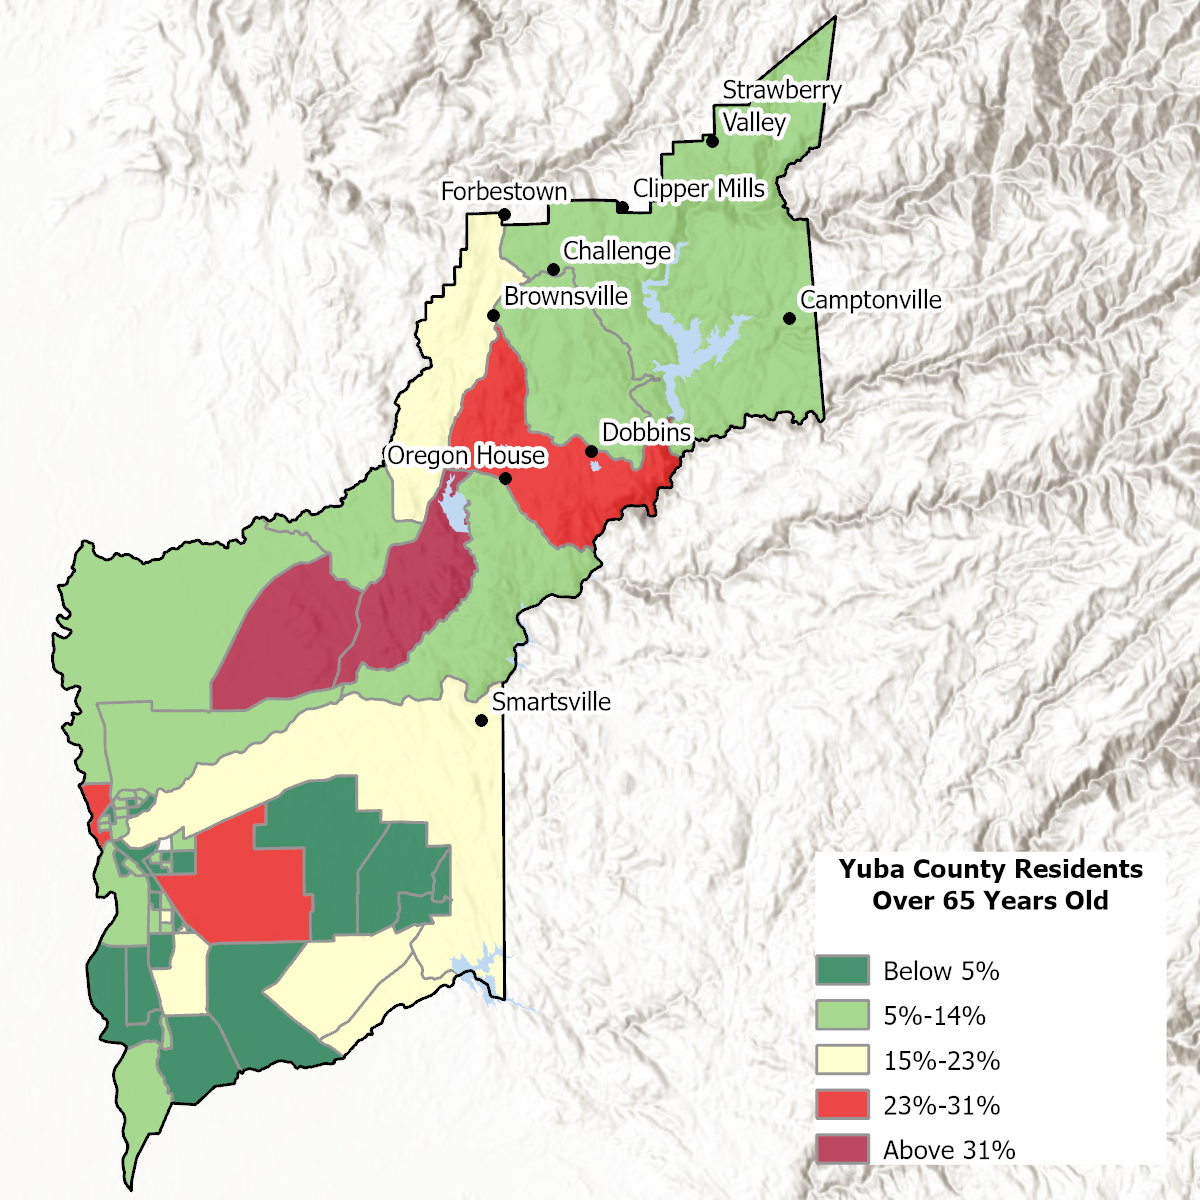 Strawberry
Valley
Forbestown
Clipper Mills
Challenge
Brownsville
Camptonville
Dobbins
Oregon House
Smartsville
Yuba County Residents
Over 65 Years Old
Below 5%
5%-14%
15%-23%
23%-31%
Above 31%